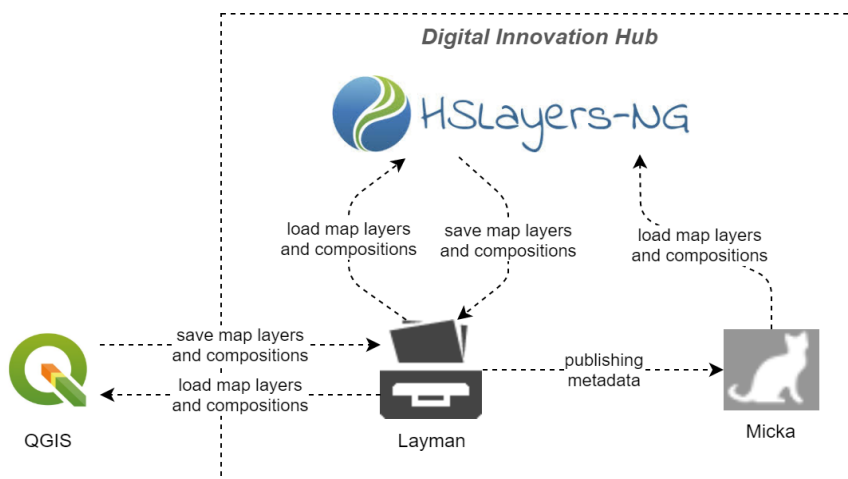 Digital Innovation Hub
HSLayers-NG
load map layers
and compositions
save map layers
and compositions
load map layers
and compositions
save map layers
and compositions
load map layers
and compositions
publishing
metadata
QGIS
Layman
Micka